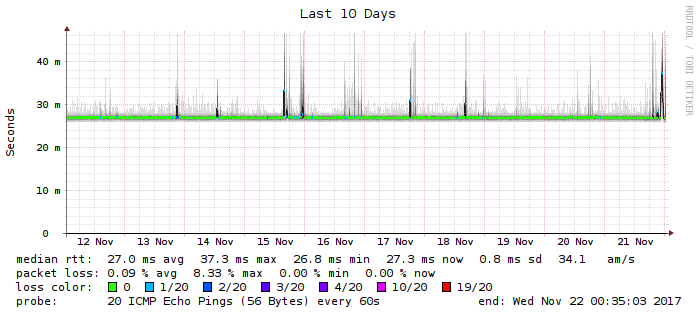 Last 10 Days
RRDTOOL / TOBI OETIKER
Seconds
40 m
30 m
20 m
10 m
0
12 Nov 13 Nov 14 Nov 15 Nov 16 Nov 17 Nov 18 Nov 19 Nov 20 Nov 21 Nov
median rtt: 27.0 ms avg 37.3 ms max 26.8 ms min 27.3 ms now 0.8 ms sd 34.1 am/s
packet loss: 0.09 % avg 8.33 % max 0.00 % min 0.00 % now
loss color: 0 1/20 2/20 3/20 4/20 10/20 19/20
probe: 20 ICMP Echo Pings (56 Bytes) every 60s end: Wed Nov 22 00:35:03 2017